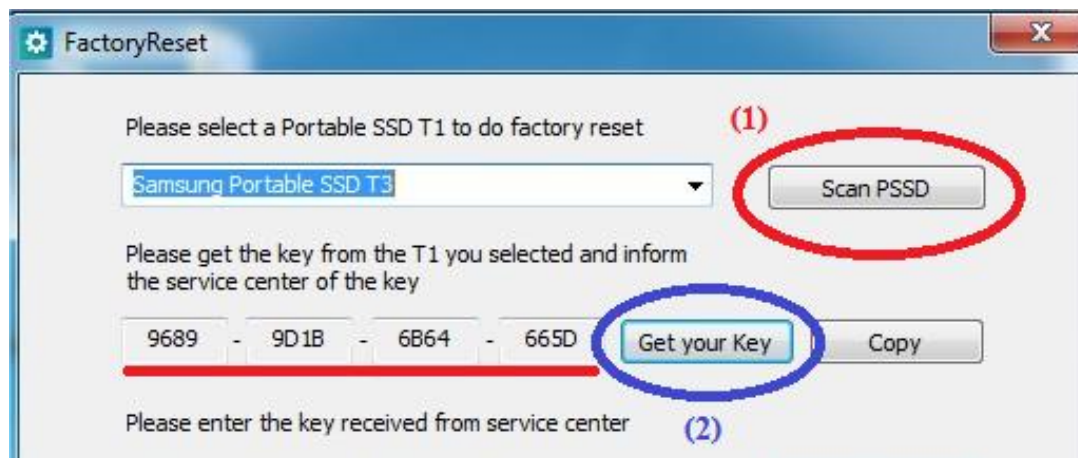 FactoryReset
X
Please select a Portable SSD T1 to do factory reset
(1)
Samsung Portable SSD T3
Scan PSSD
Please get the key from the T1 you selected and inform
the service center of the key
9689 - 9D1B - 6B64 - 665D Get your Key Copy
Please enter the key received from service center
(2)